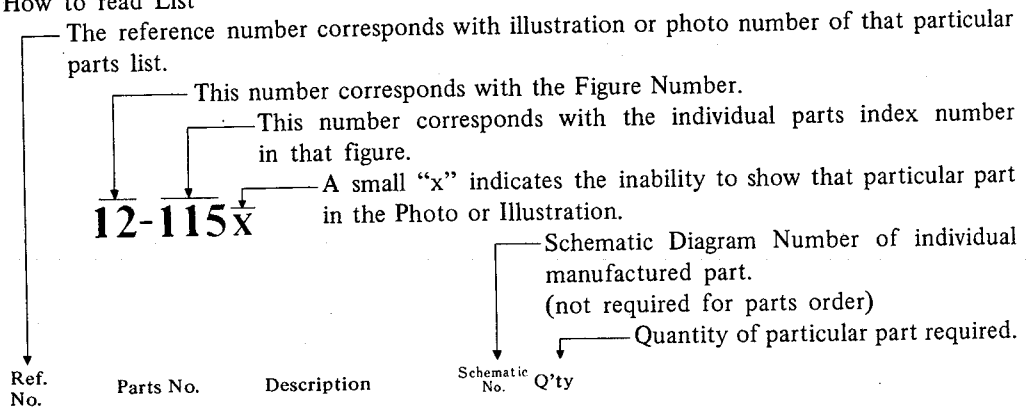 How to read List
The reference number corresponds with illustration or photo number of that particular
parts list.
This number corresponds with the Figure Number.
This number corresponds with the individual parts index number
in that figure.
A small “x” indicates the inability to show that particular part
in the Photo or Illustration.
12-115x
Schematic Diagram Number of individual
manufactured part.
(not required for parts order)
Quantity of particular part required.
Ref. No. Parts No. Description Schematic No. Q'ty